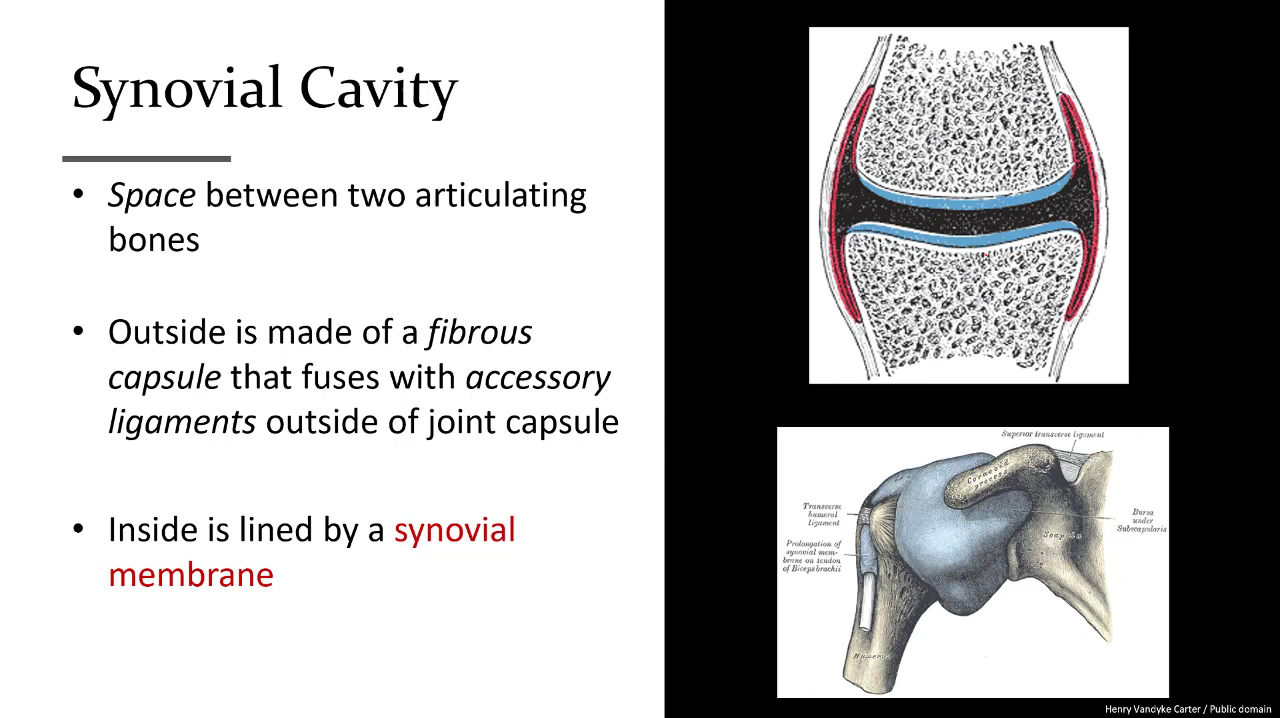 Synovial Cavity
• Space between two articulating
bones
• Outside is made of a fibrous
capsule that fuses with accessory
ligaments outside of joint capsule
• Inside is lined by a synovial
membrane
Superior transverse ligament
Coracoid
process
Transverse
humeral
ligament
Bursa
under
Subscapularis
Scapula
Prolongation of
synovial mem-
brane on tendon
of Biceps brachii
Humerus
Henry Vandyke Carter / Public domain